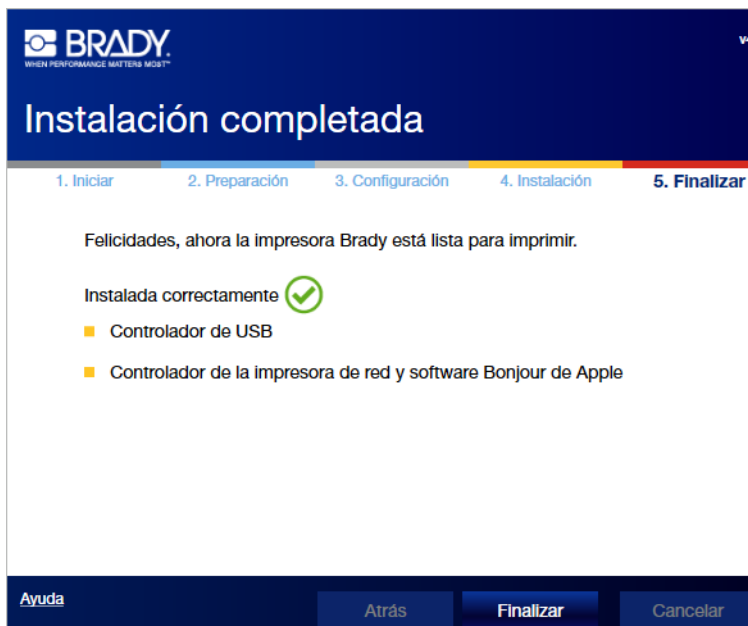 BRADY.
WHEN PERFORMANCE MATTERS MOST™
Instalación completada
1. Iniciar 2. Preparación 3. Configuración 4. Instalación 5. Finalizar
Felicidades, ahora la impresora Brady está lista para imprimir.
Instalada correctamente
Controlador de USB
Controlador de la impresora de red y software Bonjour de Apple
Ayuda Atrás Finalizar Cancelar